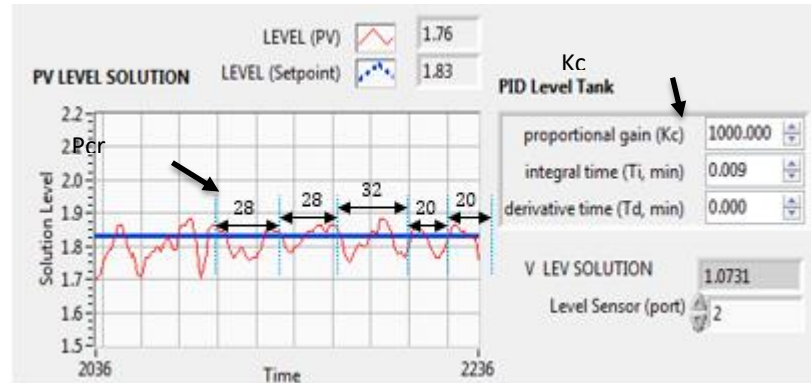 LEVEL (PV) 1.76
LEVEL (Setpoint) 1.83
PV LEVEL SOLUTION
Kc
PID Level Tank
proportional gain (Kc) 1000.000
integral time (Ti, min) 0.009
derivative time (Td, min) 0.000
V LEV SOLUTION 1.0731
Level Sensor (port) 2
Pcr
2.2
2.1
2.0
1.9
1.8
1.7
1.6
1.5
Solution Level
28 28 32 20 20
2036 2236
Time